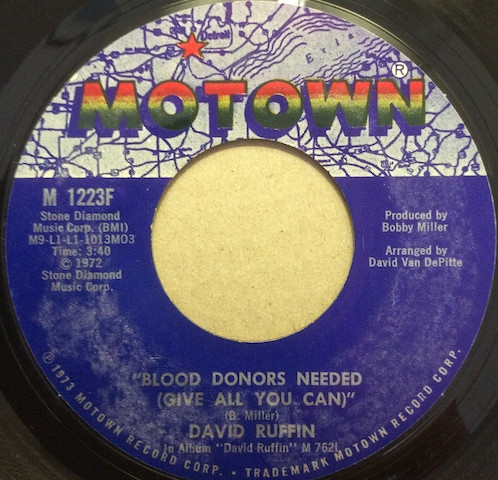 Detroit
MOTOWN®
M 1223F
Stone Diamond
Music Corp. (BMI)
M9-L1-L1-1013MO3
Time: 3:40
© 1972
Stone Diamond
Music Corp.
Produced by
Bobby Miller
Arranged by
David Van DePitte
"BLOOD DONORS NEEDED
(GIVE ALL YOU CAN)"
(B. Miller)
DAVID RUFFIN
In Album "David Ruffin" M 762L
℗ 1973 MOTOWN RECORD CORP. • TRADEMARK MOTOWN RECORD CORP.